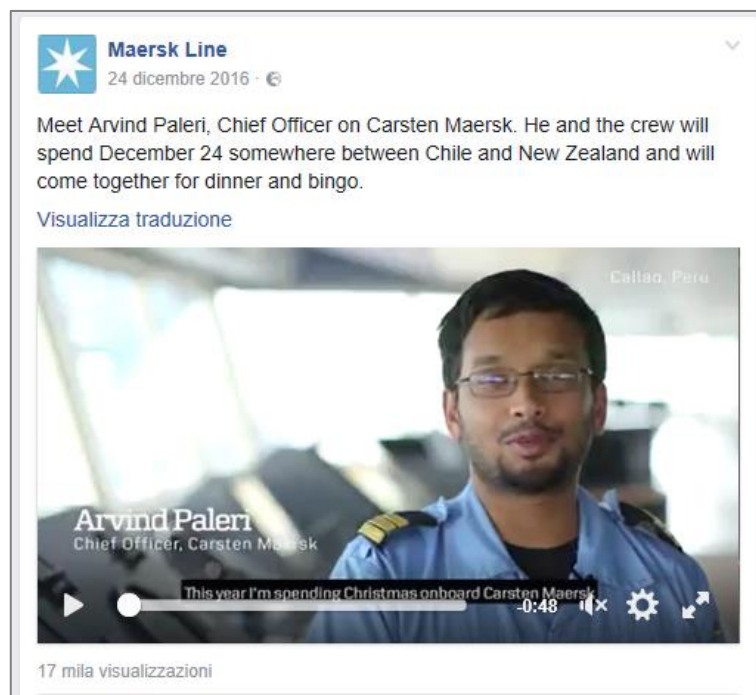 Maersk Line
24 dicembre 2016 ·
Meet Arvind Paleri, Chief Officer on Carsten Maersk. He and the crew will
spend December 24 somewhere between Chile and New Zealand and will
come together for dinner and bingo.
Visualizza traduzione
Callao, Peru
Arvind Paleri
Chief Officer, Carsten Maersk
This year I'm spending Christmas onboard Carsten Maersk
-0:48
17 mila visualizzazioni